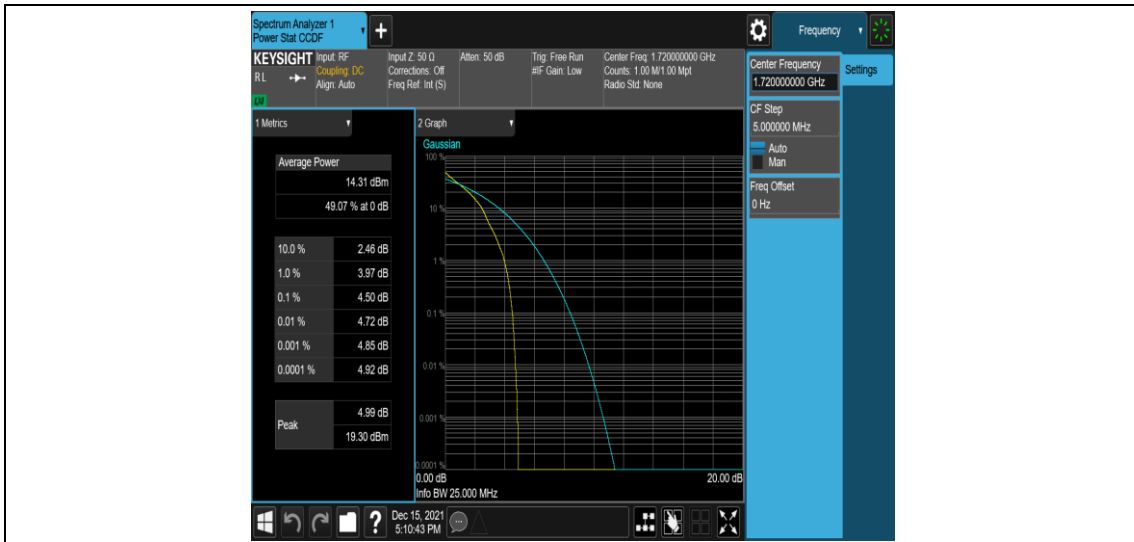 Spectrum Analyzer 1
Power Stat CCDF
+
Frequency
KEYSIGHT
RL
LXI
Input: RF
Coupling: DC
Align: Auto
Input Z: 50 Ω
Corrections: Off
Freq Ref: Int (S)
Atten: 50 dB
Trig: Free Run
#IF Gain: Low
Center Freq: 1.720000000 GHz
Counts: 1.00 M/1.00 Mpt
Radio Std: None
Center Frequency
1.720000000 GHz
Settings
CF Step
5.000000 MHz
Auto
Man
Freq Offset
0 Hz
1 Metrics
Average Power
14.31 dBm
49.07 % at 0 dB
10.0 % 2.46 dB
1.0 % 3.97 dB
0.1 % 4.50 dB
0.01 % 4.72 dB
0.001 % 4.85 dB
0.0001 % 4.92 dB
Peak
4.99 dB
19.30 dBm
2 Graph
Gaussian
100 %
10 %
1 %
0.1 %
0.01 %
0.001 %
0.0001 %
0.00 dB 20.00 dB
Info BW 25.000 MHz
?
Dec 15, 2021
5:10:43 PM